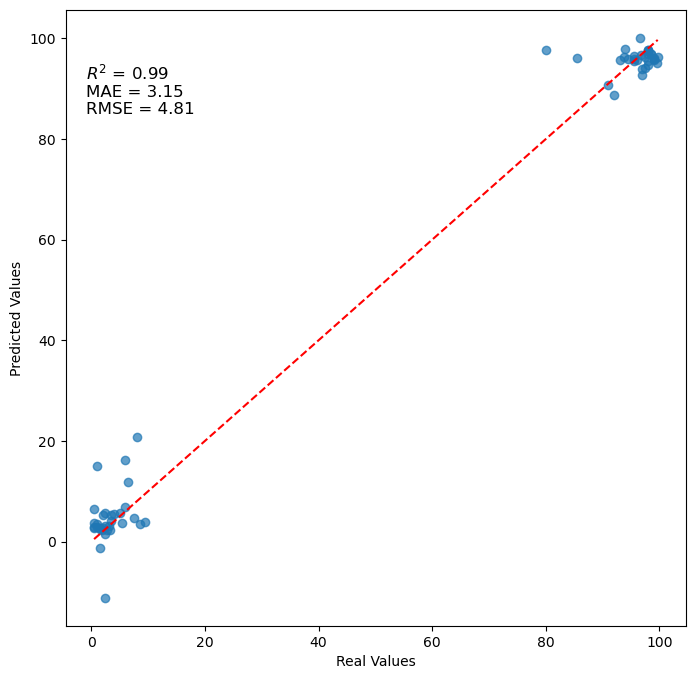 100
80
60
40
20
0
Predicted Values
R² = 0.99
MAE = 3.15
RMSE = 4.81
0 20 40 60 80 100
Real Values